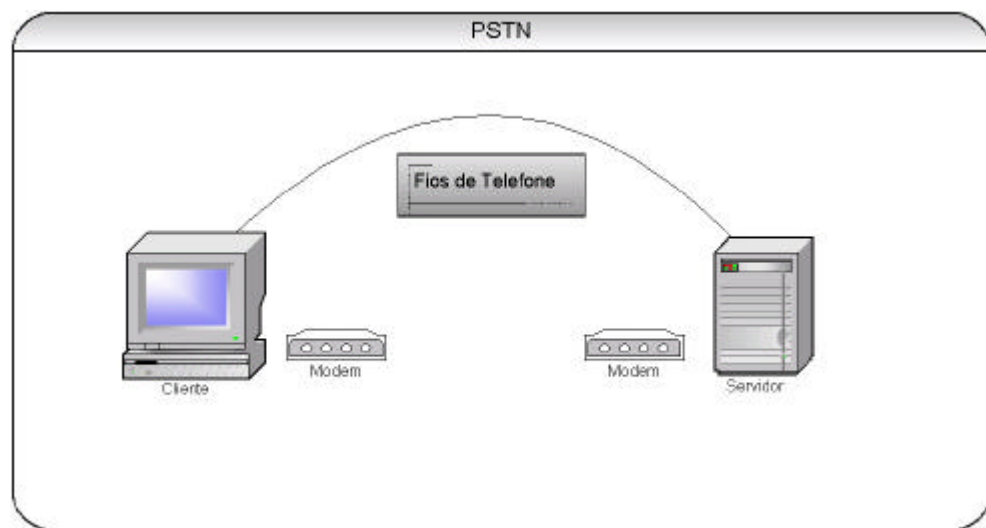 PSTN
Fios de Telefone
Modem
Modem
Cliente
Servidor